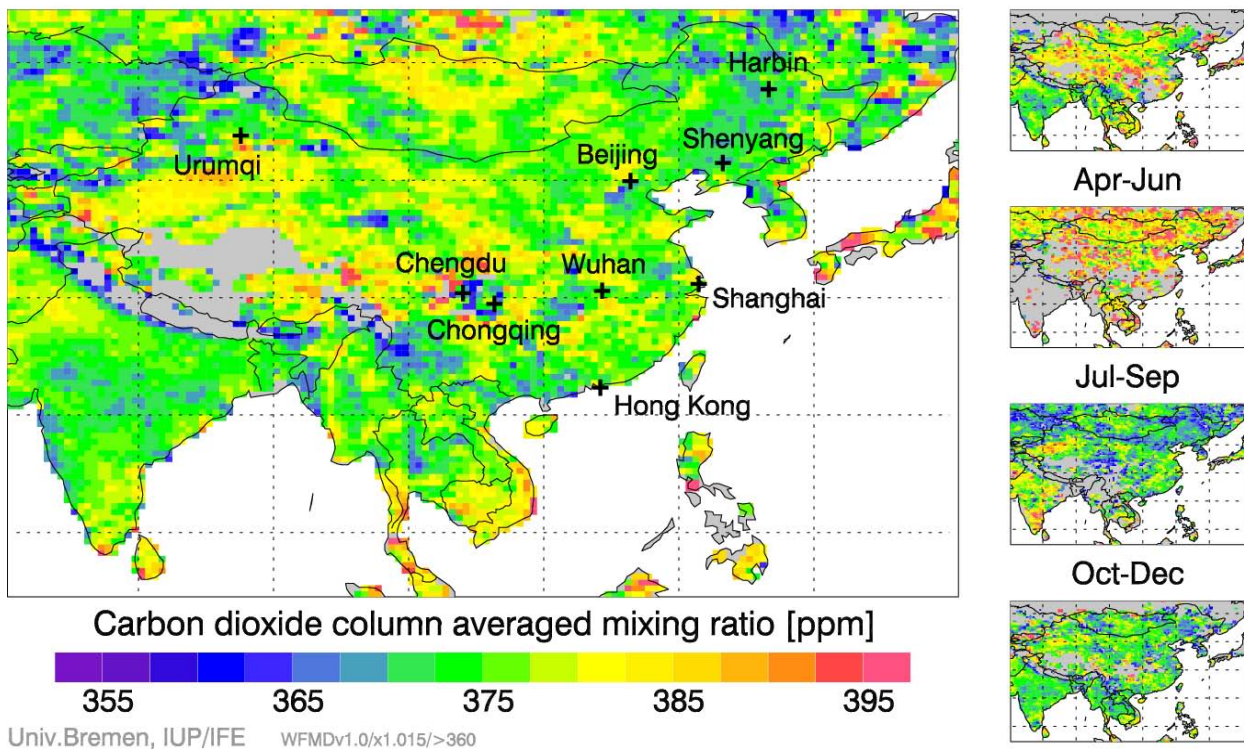 Harbin
Shenyang
Beijing
Urumqi
Chengdu
Wuhan
Shanghai
Chongqing
Hong Kong
Carbon dioxide column averaged mixing ratio [ppm]
355 365 375 385 395
Univ.Bremen, IUP/IFE WFMDv1.0/x1.015/>360
Apr-Jun
Jul-Sep
Oct-Dec